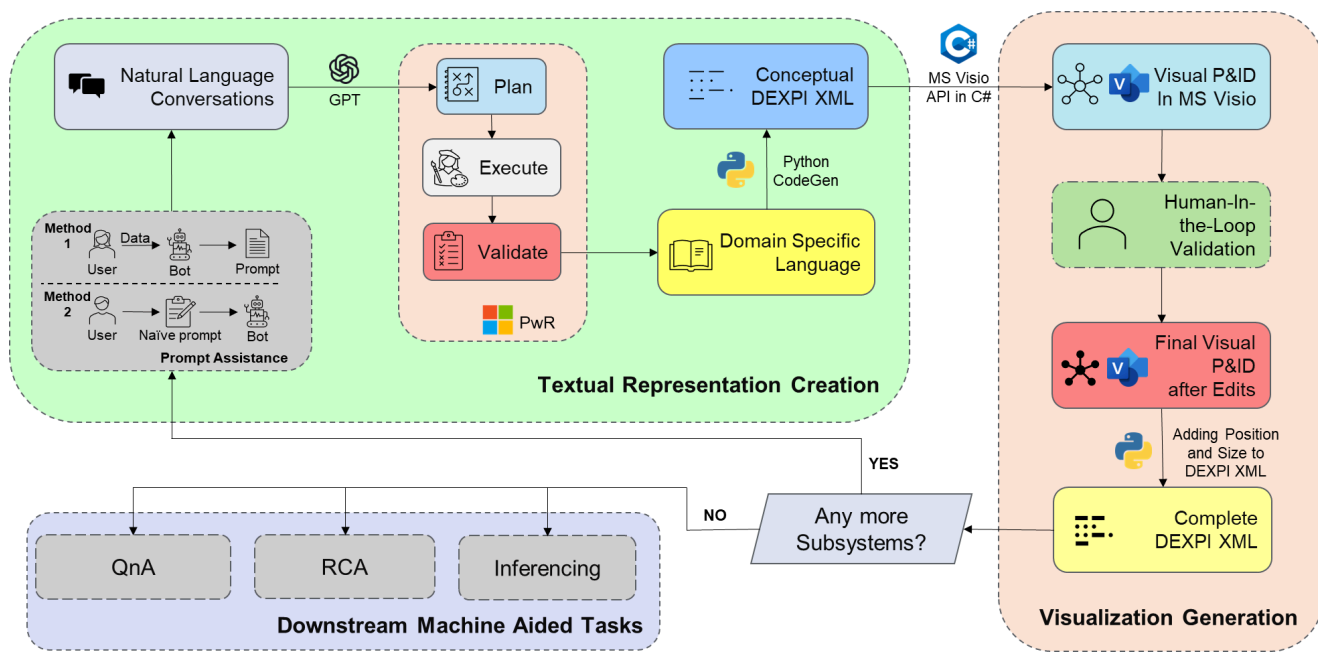 Natural Language
Conversations
GPT
Plan
Execute
Validate
PwR
Conceptual
DEXPI XML
Python
CodeGen
Domain Specific
Language
Method
1
User
Data
Bot
Prompt
Method
2
User
Naïve prompt
Bot
Prompt Assistance
Textual Representation Creation
C#
MS Visio
API in C#
V
Visual P&ID
In MS Visio
Human-In-
the-Loop
Validation
V
Final Visual
P&ID
after Edits
Adding Position
and Size to
DEXPI XML
Complete
DEXPI XML
Visualization Generation
Any more
Subsystems?
YES
NO
QnA
RCA
Inferencing
Downstream Machine Aided Tasks